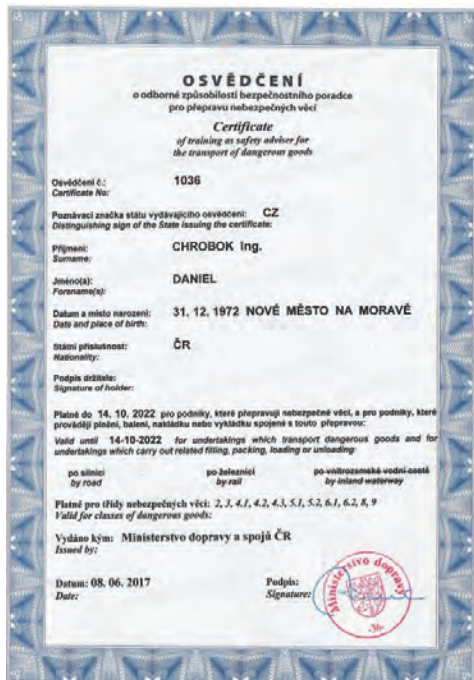 OSVĚDČENÍ
o odborné způsobilosti bezpečnostního poradce
pro přepravu nebezpečných věcí
Certificate
of training as safety adviser for
the transport of dangerous goods
Osvědčení č.: 1036
Certificate No:
Poznávací značka státu vydávajícího osvědčení: CZ
Distinguishing sign of the State issuing the certificate:
Příjmení: CHROBOK Ing.
Surname:
Jméno(a): DANIEL
Forename(s):
Datum a místo narození: 31. 12. 1972 NOVÉ MĚSTO NA MORAVĚ
Date and place of birth:
Státní příslušnost: ČR
Nationality:
Podpis držitele:
Signature of holder:
Platné do 14. 10. 2022 pro podniky, které přepravují nebezpečné věci, a pro podniky, které
provádějí plnění, balení, nakládku nebo vykládku spojené s touto přepravou:
Valid until 14-10-2022 for undertakings which transport dangerous goods and for
undertakings which carry out related filling, packing, loading or unloading:
po silnici po železnici po vnitrozemské vodní cestě
by road by rail by inland waterway
Platné pro třídy nebezpečných věcí: 2, 3, 4.1, 4.2, 4.3, 5.1, 5.2, 6.1, 6.2, 8, 9
Valid for classes of dangerous goods:
Vydáno kým: Ministerstvo dopravy a spojů ČR
Issued by:
Datum: 08. 06. 2017 Podpis:
Date: Signature:
Ministerstvo dopravy
-36-